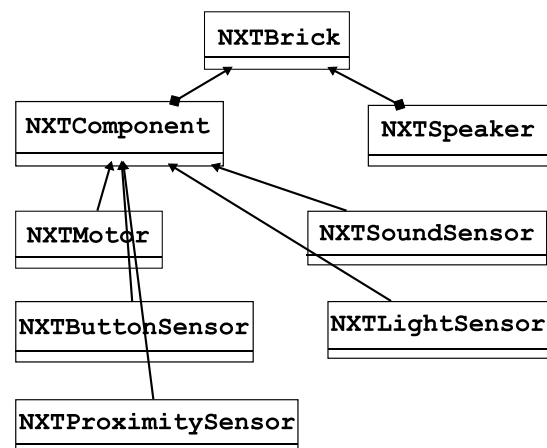 NXTBrick
NXTComponent
NXTSpeaker
NXTMotor
NXTSoundSensor
NXTButtonSensor
NXTLightSensor
NXTProximitySensor